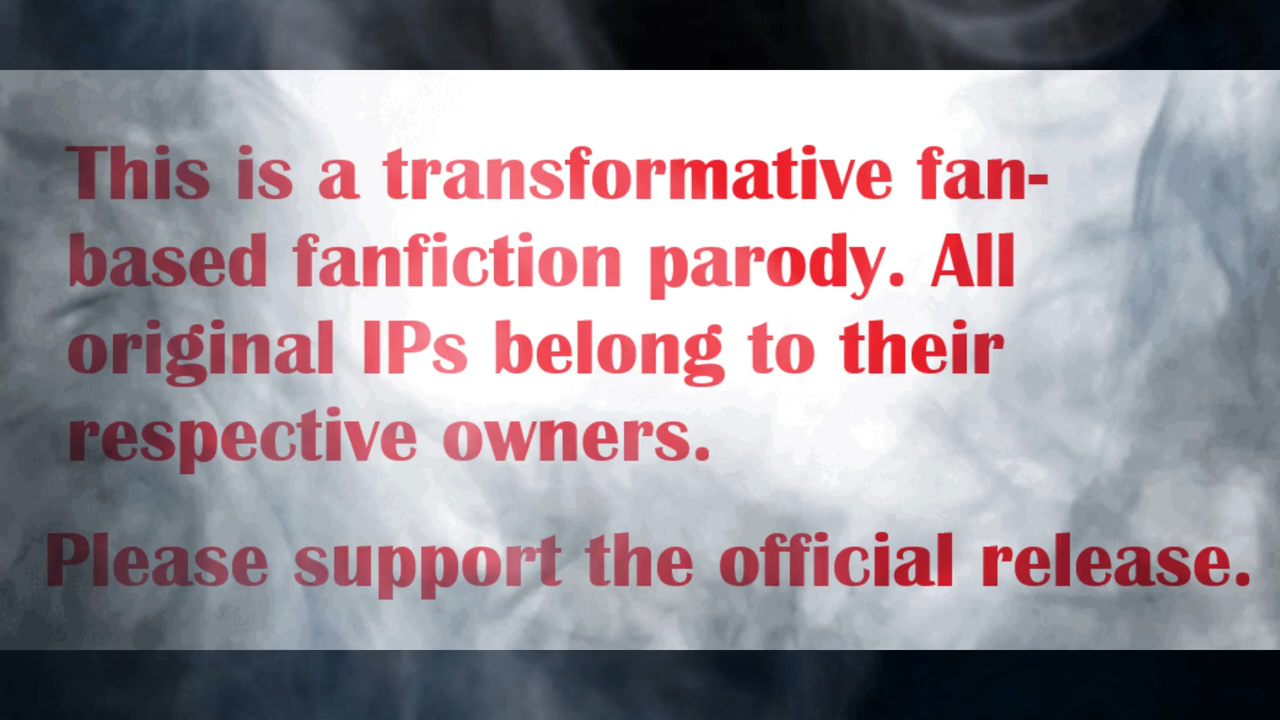 This is a transformative fan-
based fanfiction parody. All
original IPs belong to their
respective owners.
Please support the official release.